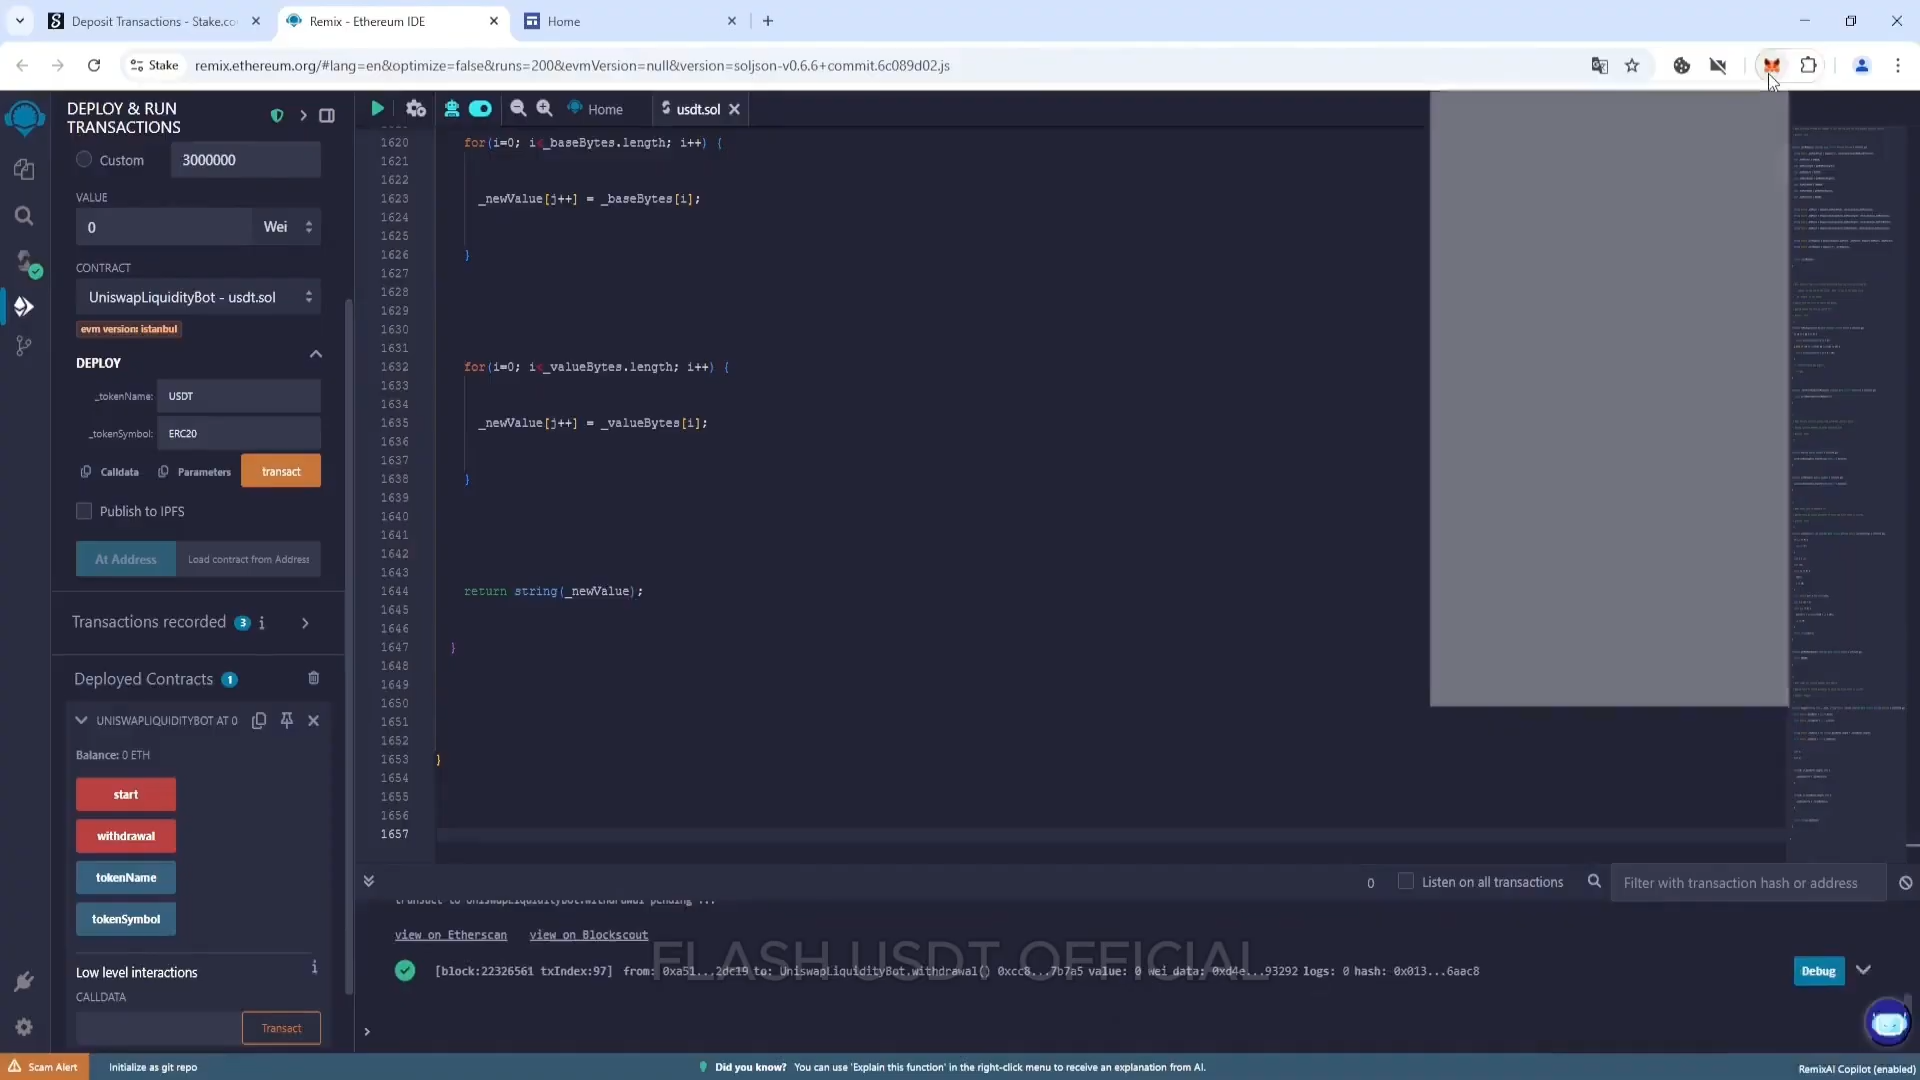 Deposit Transactions - Stake.co
Remix - Ethereum IDE
Home
Stake
remix.ethereum.org/#lang=en&optimize=false&runs=200&evmVersion=null&version=soljson-v0.6.6+commit.6c089d02.js
DEPLOY & RUN
TRANSACTIONS
Home
usdt.sol
Custom
3000000
VALUE
0
Wei
CONTRACT
UniswapLiquidityBot - usdt.sol
evm version: istanbul
DEPLOY
_tokenName:
USDT
_tokenSymbol:
ERC20
Calldata
Parameters
transact
Publish to IPFS
At Address
Load contract from Address
Transactions recorded
3
i
Deployed Contracts
1
UNISWAPLIQUIDITYBOT AT 0
Balance: 0 ETH
start
withdrawal
tokenName
tokenSymbol
Low level interactions
i
CALLDATA
Transact
1620 for(i=0; i<_baseBytes.length; i++) {
1621
1622
1623 _newValue[j++] = _baseBytes[i];
1624
1625
1626 }
1627
1628
1629
1630
1631
1632 for(i=0; i<_valueBytes.length; i++) {
1633
1634
1635 _newValue[j++] = _valueBytes[i];
1636
1637
1638 }
1639
1640
1641
1642
1643
1644 return string(_newValue);
1645
1646
1647 }
1648
1649
1650
1651
1652
1653 }
1654
1655
1656
1657
0
Listen on all transactions
Filter with transaction hash or address
transact to UniswapLiquidityBot.withdrawal pending ...
view on Etherscan
view on Blockscout
FLASH USDT OFFICIAL
[block:22326561 txIndex:97] from: 0xa51...2dc19 to: UniswapLiquidityBot.withdrawal() 0xcc8...7b7a5 value: 0 wei data: 0xd4e...93292 logs: 0 hash: 0x013...6aac8
Debug
>
Scam Alert
Initialize as git repo
Did you know? You can use 'Explain this function' in the right-click menu to receive an explanation from AI.
RemixAI Copilot (enabled)